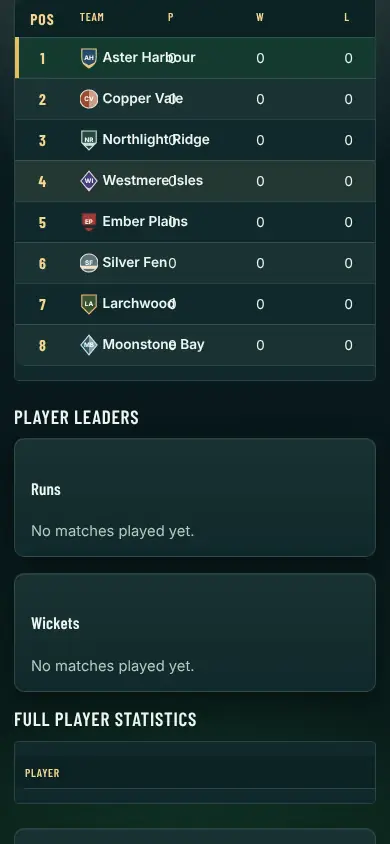 POS TEAM P W L
1 AH Aster Harbour 0 0 0
2 CV Copper Vale 0 0 0
3 NR Northlight Ridge 0 0 0
4 WI Westmere Isles 0 0 0
5 EP Ember Plains 0 0 0
6 SF Silver Fen 0 0 0
7 LA Larchwood 0 0 0
8 MB Moonstone Bay 0 0 0
PLAYER LEADERS
Runs
No matches played yet.
Wickets
No matches played yet.
FULL PLAYER STATISTICS
PLAYER